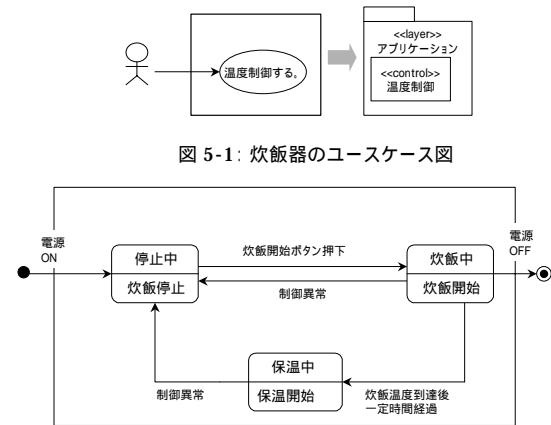 <<layer>>
アプリケーション
温度制御する。
<<control>>
温度制御
図 5-1: 炊飯器のユースケース図
電源
ON
電源
OFF
停止中
炊飯停止
炊飯開始ボタン押下
制御異常
炊飯中
炊飯開始
保温中
保温開始
制御異常
炊飯温度到達後
一定時間経過